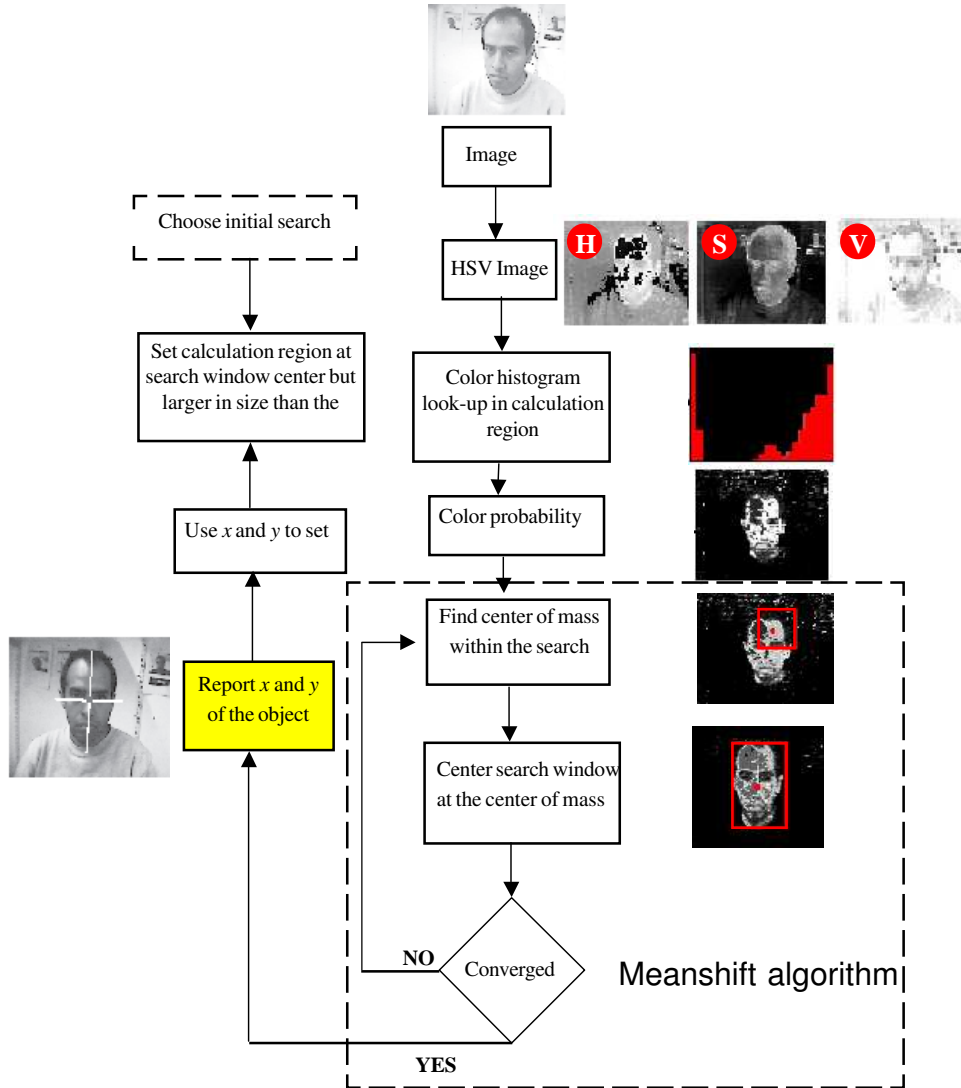 Image
Choose initial search
HSV Image
H
S
V
Set calculation region at
search window center but
larger in size than the
Color histogram
look-up in calculation
region
Use x and y to set
Color probability
Find center of mass
within the search
Report x and y
of the object
Center search window
at the center of mass
Converged
NO
YES
Meanshift algorithm